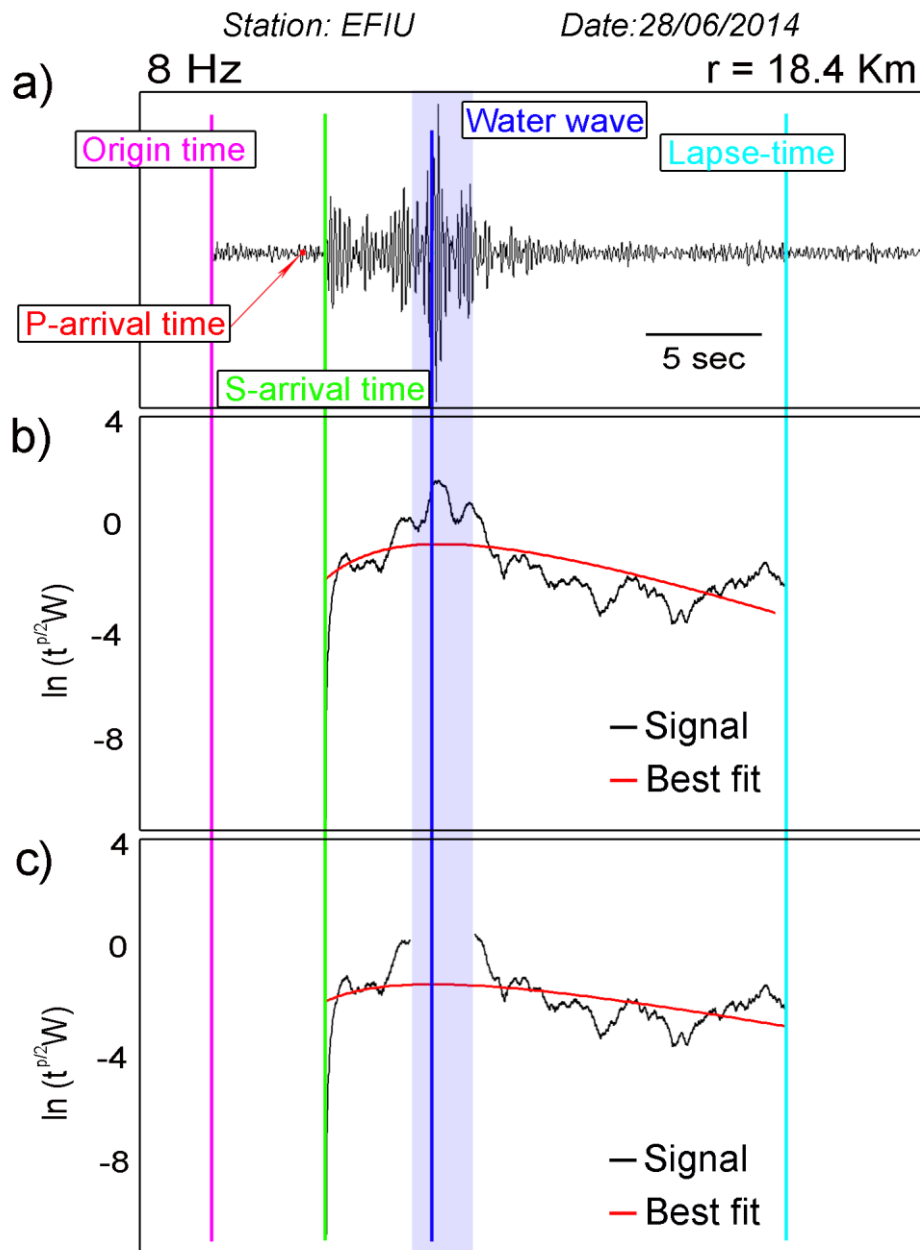 Station: EFIU Date:28/06/2014
8 Hz r = 18.4 Km
a)
Water wave
Origin time
Lapse-time
P-arrival time
5 sec
S-arrival time
b)
4
0
-4
-8
ln (t^p/2 W)
Signal
Best fit
c)
4
0
-4
-8
ln (t^p/2 W)
Signal
Best fit